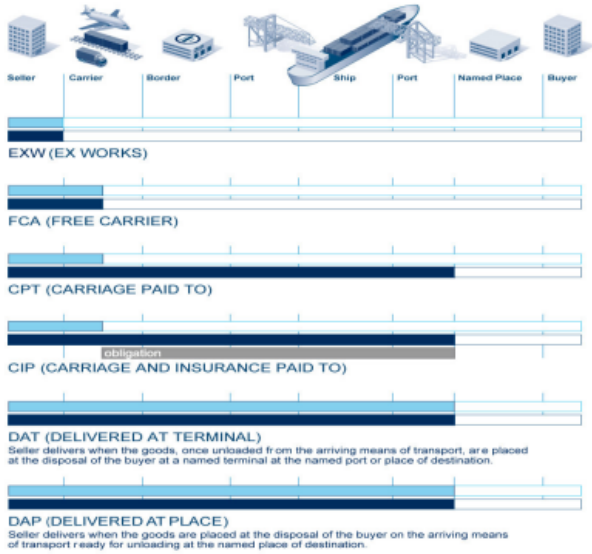 Seller Carrier Border Port Ship Port Named Place Buyer
EXW (EX WORKS)
FCA (FREE CARRIER)
CPT (CARRIAGE PAID TO)
obligation
CIP (CARRIAGE AND INSURANCE PAID TO)
DAT (DELIVERED AT TERMINAL)
Seller delivers when the goods, once unloaded from the arriving means of transport, are placed
at the disposal of the buyer at a named terminal at the named port or place of destination.
DAP (DELIVERED AT PLACE)
Seller delivers when the goods are placed at the disposal of the buyer on the arriving means
of transport ready for unloading at the named place of destination.